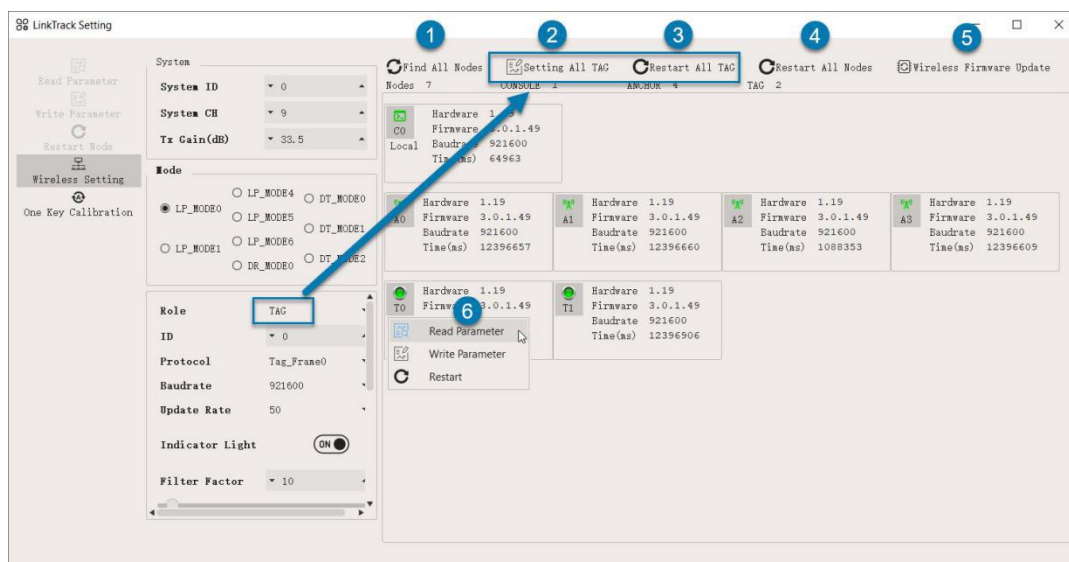 LinkTrack Setting
1
2
3
4
5
Find All Nodes
Setting All TAG
Restart All TAG
Restart All Nodes
Wireless Firmware Update
Nodes 7
CONSOLE 1
ANCHOR 4
TAG 2
Read Parameter
Write Parameter
Restart Node
Wireless Setting
One Key Calibration
System
System ID 0
System CH 9
Tx Gain(dB) 33.5
Mode
LP_MODE0
LP_MODE1
LP_MODE4
LP_MODE5
LP_MODE6
DR_MODE0
DT_MODE0
DT_MODE1
DT_MODE2
Role TAG
ID 0
Protocol Tag_Frame0
Baudrate 921600
Update Rate 50
Indicator Light ON
Filter Factor 10
C0
Local
Hardware 1.19
Firmware 3.0.1.49
Baudrate 921600
Time(ms) 64963
A0
Hardware 1.19
Firmware 3.0.1.49
Baudrate 921600
Time(ms) 12396657
A1
Hardware 1.19
Firmware 3.0.1.49
Baudrate 921600
Time(ms) 12396660
A2
Hardware 1.19
Firmware 3.0.1.49
Baudrate 921600
Time(ms) 1088353
A3
Hardware 1.19
Firmware 3.0.1.49
Baudrate 921600
Time(ms) 12396609
T0
Hardware 1.19
Firmware 3.0.1.49
6
Read Parameter
Write Parameter
Restart
T1
Hardware 1.19
Firmware 3.0.1.49
Baudrate 921600
Time(ms) 12396906